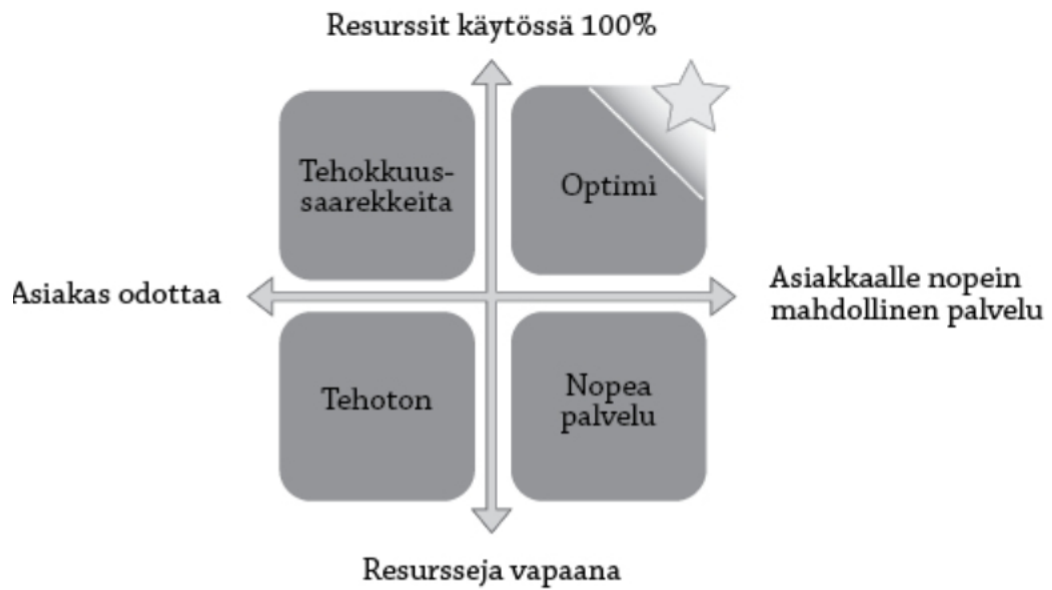 Resurssit käytössä 100%
Tehokkuus-
saarekkeita
Optimi
Asiakas odottaa
Asiakkaalle nopein
mahdollinen palvelu
Tehoton
Nopea
palvelu
Resursseja vapaana